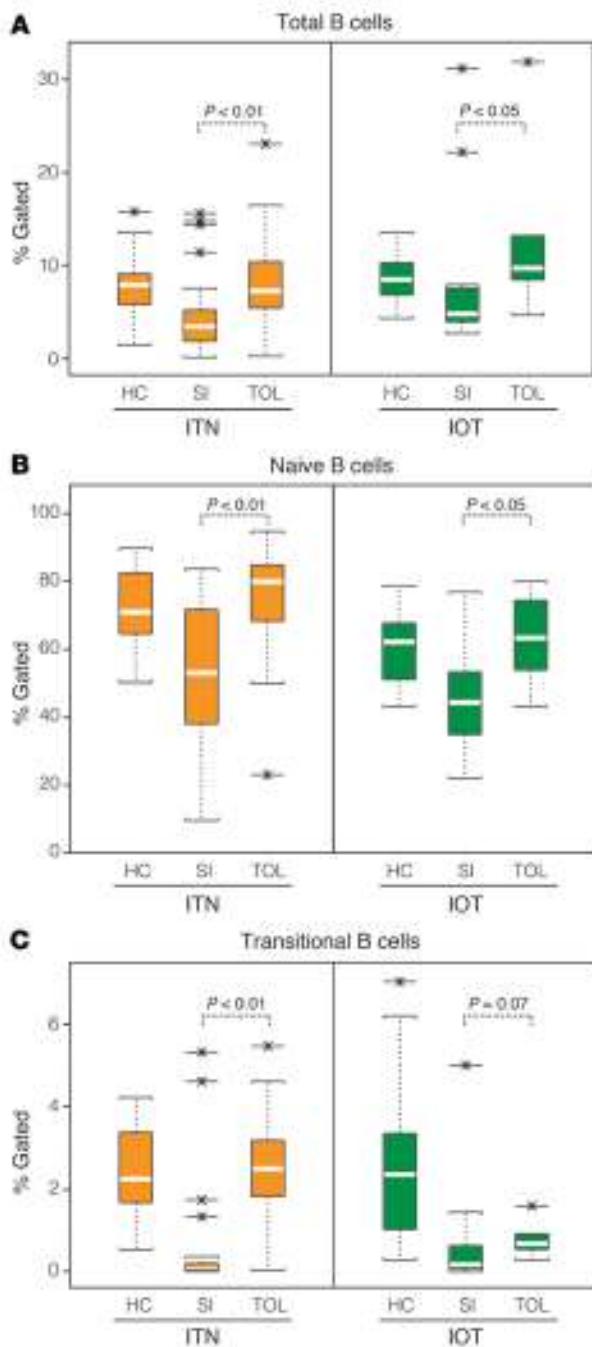 A
Total B cells
30
20
10
0
% Gated
P < 0.01
P < 0.05
HC SI TOL HC SI TOL
ITN IOT
B
Naive B cells
100
80
60
40
20
0
% Gated
P < 0.01
P < 0.05
HC SI TOL HC SI TOL
ITN IOT
C
Transitional B cells
6
4
2
0
% Gated
P < 0.01
P = 0.07
HC SI TOL HC SI TOL
ITN IOT